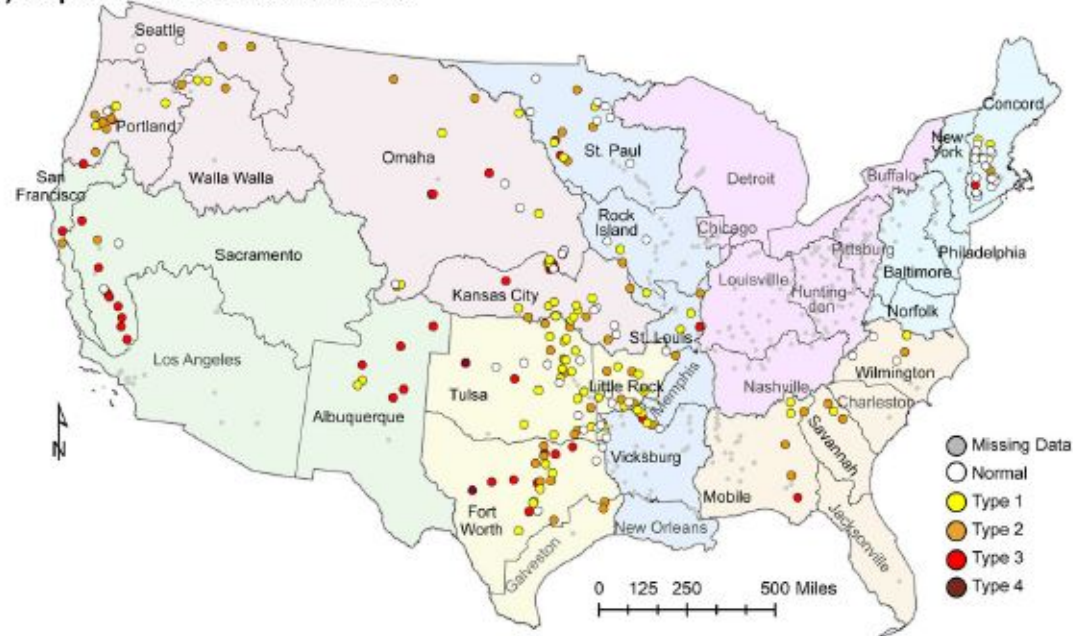 Seattle
Portland
Walla Walla
San
Francisco
Sacramento
Los Angeles
Albuquerque
Omaha
Kansas City
Tulsa
Fort
Worth
Galveston
St. Paul
Rock
Island
St. Louis
Little Rock
Memphis
Vicksburg
New Orleans
Detroit
Chicago
Louisville
Hunting-
don
Pittsburg
Buffalo
Nashville
Concord
New
York
Philadelphia
Baltimore
Norfolk
Wilmington
Charleston
Savannah
Mobile
Jacksonville
N
0 125 250 500 Miles
Missing Data
Normal
Type 1
Type 2
Type 3
Type 4